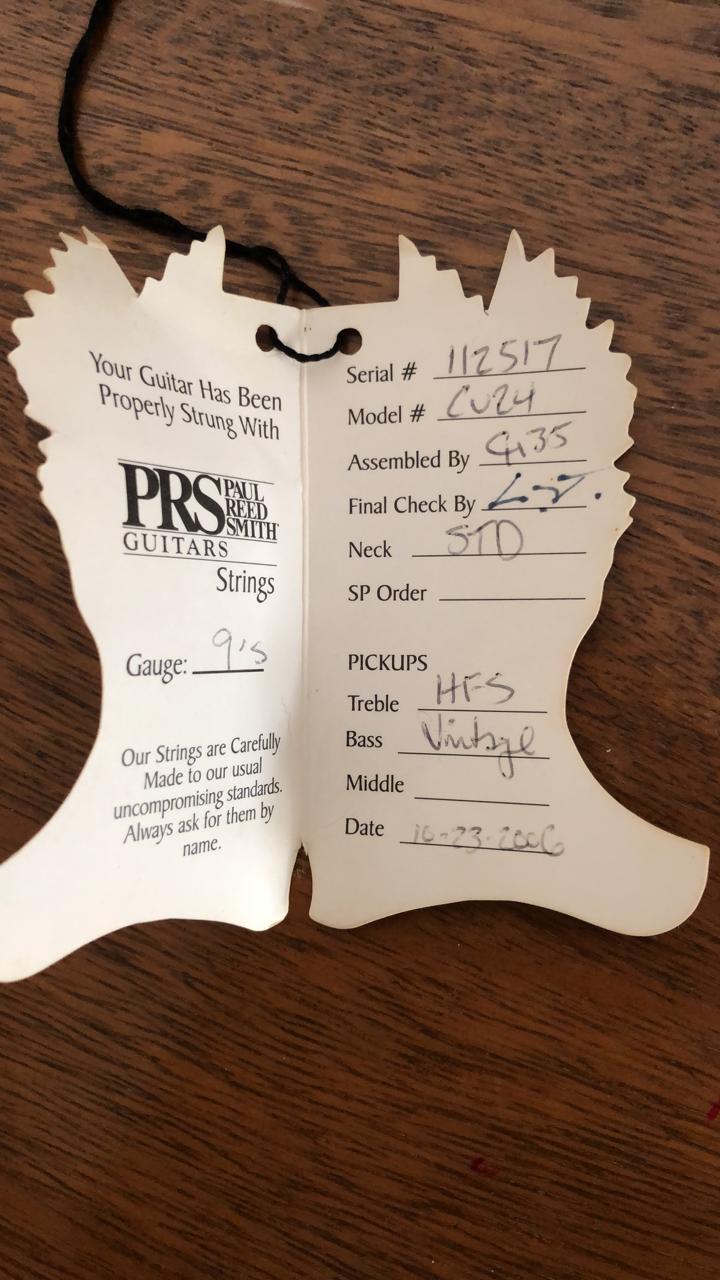 Your Guitar Has Been
Properly Strung With
PRS PAUL
REED
SMITH
GUITARS
Strings
Gauge: 9's
Our Strings are Carefully
Made to our usual
uncompromising standards.
Always ask for them by
name.
Serial # 112517
Model # CU24
Assembled By
Final Check By
Neck STD
SP Order
PICKUPS
Treble HFS
Bass Vintage
Middle
Date 10-23-2006